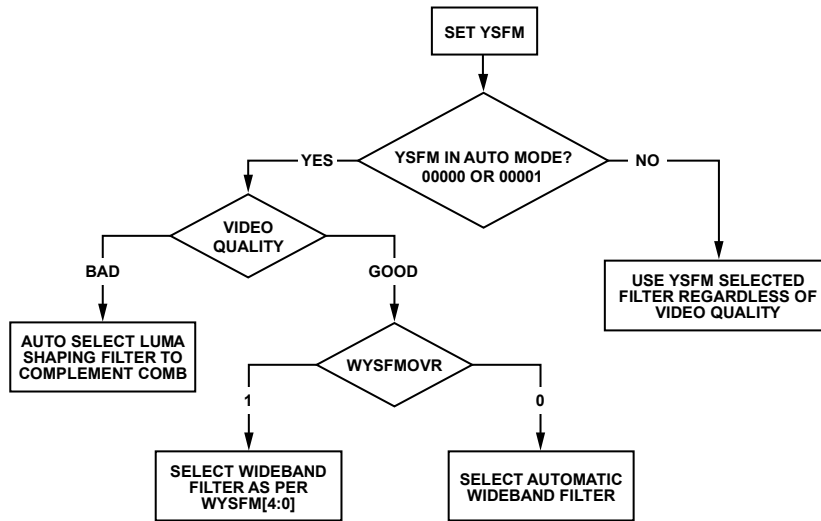 SET YSFM
YSFM IN AUTO MODE?
00000 OR 00001
YES
NO
VIDEO
QUALITY
BAD
GOOD
USE YSFM SELECTED
FILTER REGARDLESS OF
VIDEO QUALITY
AUTO SELECT LUMA
SHAPING FILTER TO
COMPLEMENT COMB
WYSFMOVR
1
0
SELECT WIDEBAND
FILTER AS PER
WYSFM[4:0]
SELECT AUTOMATIC
WIDEBAND FILTER